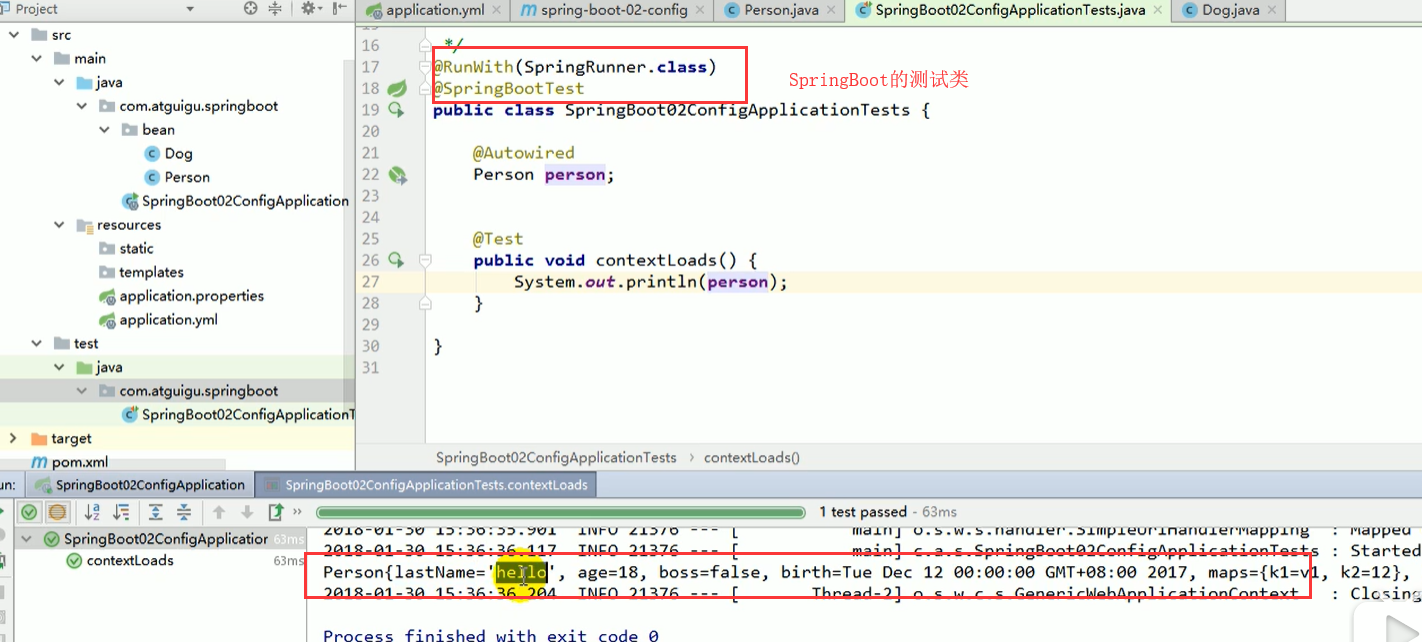 Project
application.yml
spring-boot-02-config
Person.java
SpringBoot02ConfigApplicationTests.java
Dog.java
src
main
java
com.atguigu.springboot
bean
Dog
Person
SpringBoot02ConfigApplication
resources
static
templates
application.properties
application.yml
test
java
com.atguigu.springboot
SpringBoot02ConfigApplicationT
target
pom.xml
16 */
17 @RunWith(SpringRunner.class)
18 @SpringBootTest
SpringBoot的测试类
19 public class SpringBoot02ConfigApplicationTests {
20
21 @Autowired
22 Person person;
23
24
25 @Test
26 public void contextLoads() {
27 System.out.println(person);
28 }
29
30 }
31
SpringBoot02ConfigApplicationTests › contextLoads()
un: SpringBoot02ConfigApplication SpringBoot02ConfigApplicationTests.contextLoads
1 test passed - 63ms
SpringBoot02ConfigApplication 63ms
contextLoads 63ms
2018-01-30 15:36:35.901 INFO 21376 --- [ main] o.s.w.s.handler.SimpleUrlHandlerMapping : Mapped
2018-01-30 15:36:36.117 INFO 21376 --- [ main] c.a.s.SpringBoot02ConfigApplicationTests : Started
Person{lastName='hello', age=18, boss=false, birth=Tue Dec 12 00:00:00 GMT+08:00 2017, maps={k1=v1, k2=12},
2018-01-30 15:36:36.204 INFO 21376 --- [ Thread-2] o.s.w.c.s.GenericWebApplicationContext : Closing
Process finished with exit code 0